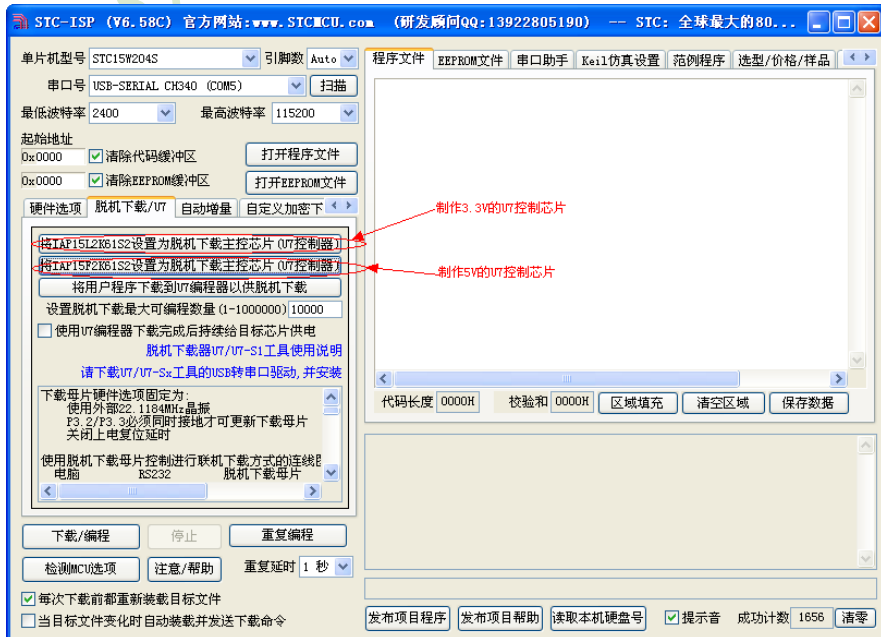 STC-ISP (V6.58C) 官方网站:www.STCMCU.com (研发顾问QQ:13922805190) -- STC: 全球最大的80...
单片机型号 STC15W204S 引脚数 Auto
串口号 USB-SERIAL CH340 (COM5) 扫描
最低波特率 2400 最高波特率 115200
起始地址
0x0000 清除代码缓冲区 打开程序文件
0x0000 清除EEPROM缓冲区 打开EEPROM文件
硬件选项 脱机下载/U7 自动增量 自定义加密下
将IAP15L2K61S2设置为脱机下载主控芯片(U7控制器)
将IAP15F2K61S2设置为脱机下载主控芯片(U7控制器)
将用户程序下载到U7编程器以供脱机下载
设置脱机下载最大可编程数量(1-1000000) 10000
使用U7编程器下载完成后持续给目标芯片供电
脱机下载器U7/U7-S1工具使用说明
请下载U7/U7-Sx工具的USB转串口驱动,并安装
下载母片硬件选项固定为:
使用外部22.1184MHz晶振
P3.2/P3.3必须同时接地才可更新下载母片
关闭上电复位延时
使用脱机下载母片控制进行联机下载方式的连线
电脑 RS232 脱机下载母片
下载/编程 停止 重复编程
检测MCU选项 注意/帮助 重复延时 1 秒
每次下载前都重新装载目标文件
当目标文件变化时自动装载并发送下载命令
程序文件 EEPROM文件 串口助手 Keil仿真设置 范例程序 选型/价格/样品
制作3.3V的U7控制芯片
制作5V的U7控制芯片
代码长度 0000H 校验和 0000H 区域填充 清空区域 保存数据
发布项目程序 发布项目帮助 读取本机硬盘号 提示音 成功计数 1656 清零